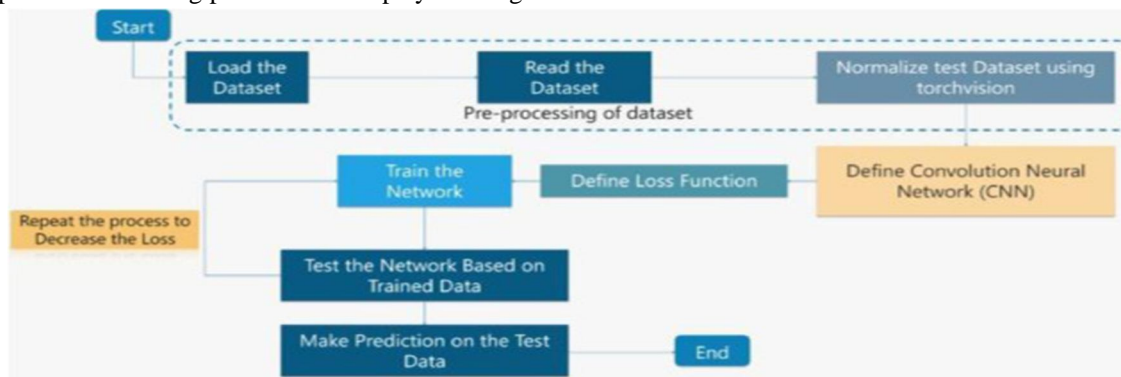 Start
Load the
Dataset
Read the
Dataset
Normalize test Dataset using
torchvision
Pre-processing of dataset
Define Convolution Neural
Network (CNN)
Define Loss Function
Train the
Network
Repeat the process to
Decrease the Loss
Test the Network Based on
Trained Data
Make Prediction on the Test
Data
End